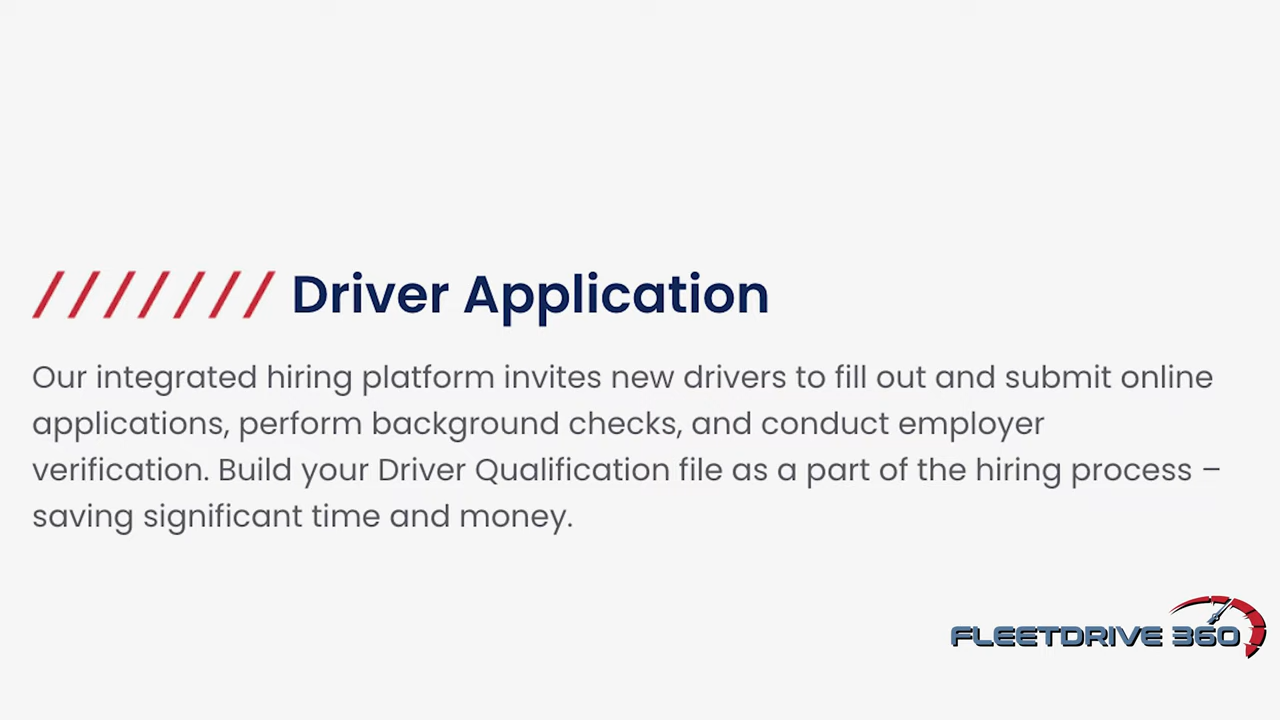 /////// Driver Application
Our integrated hiring platform invites new drivers to fill out and submit online
applications, perform background checks, and conduct employer
verification. Build your Driver Qualification file as a part of the hiring process –
saving significant time and money.
FLEETDRIVE 360